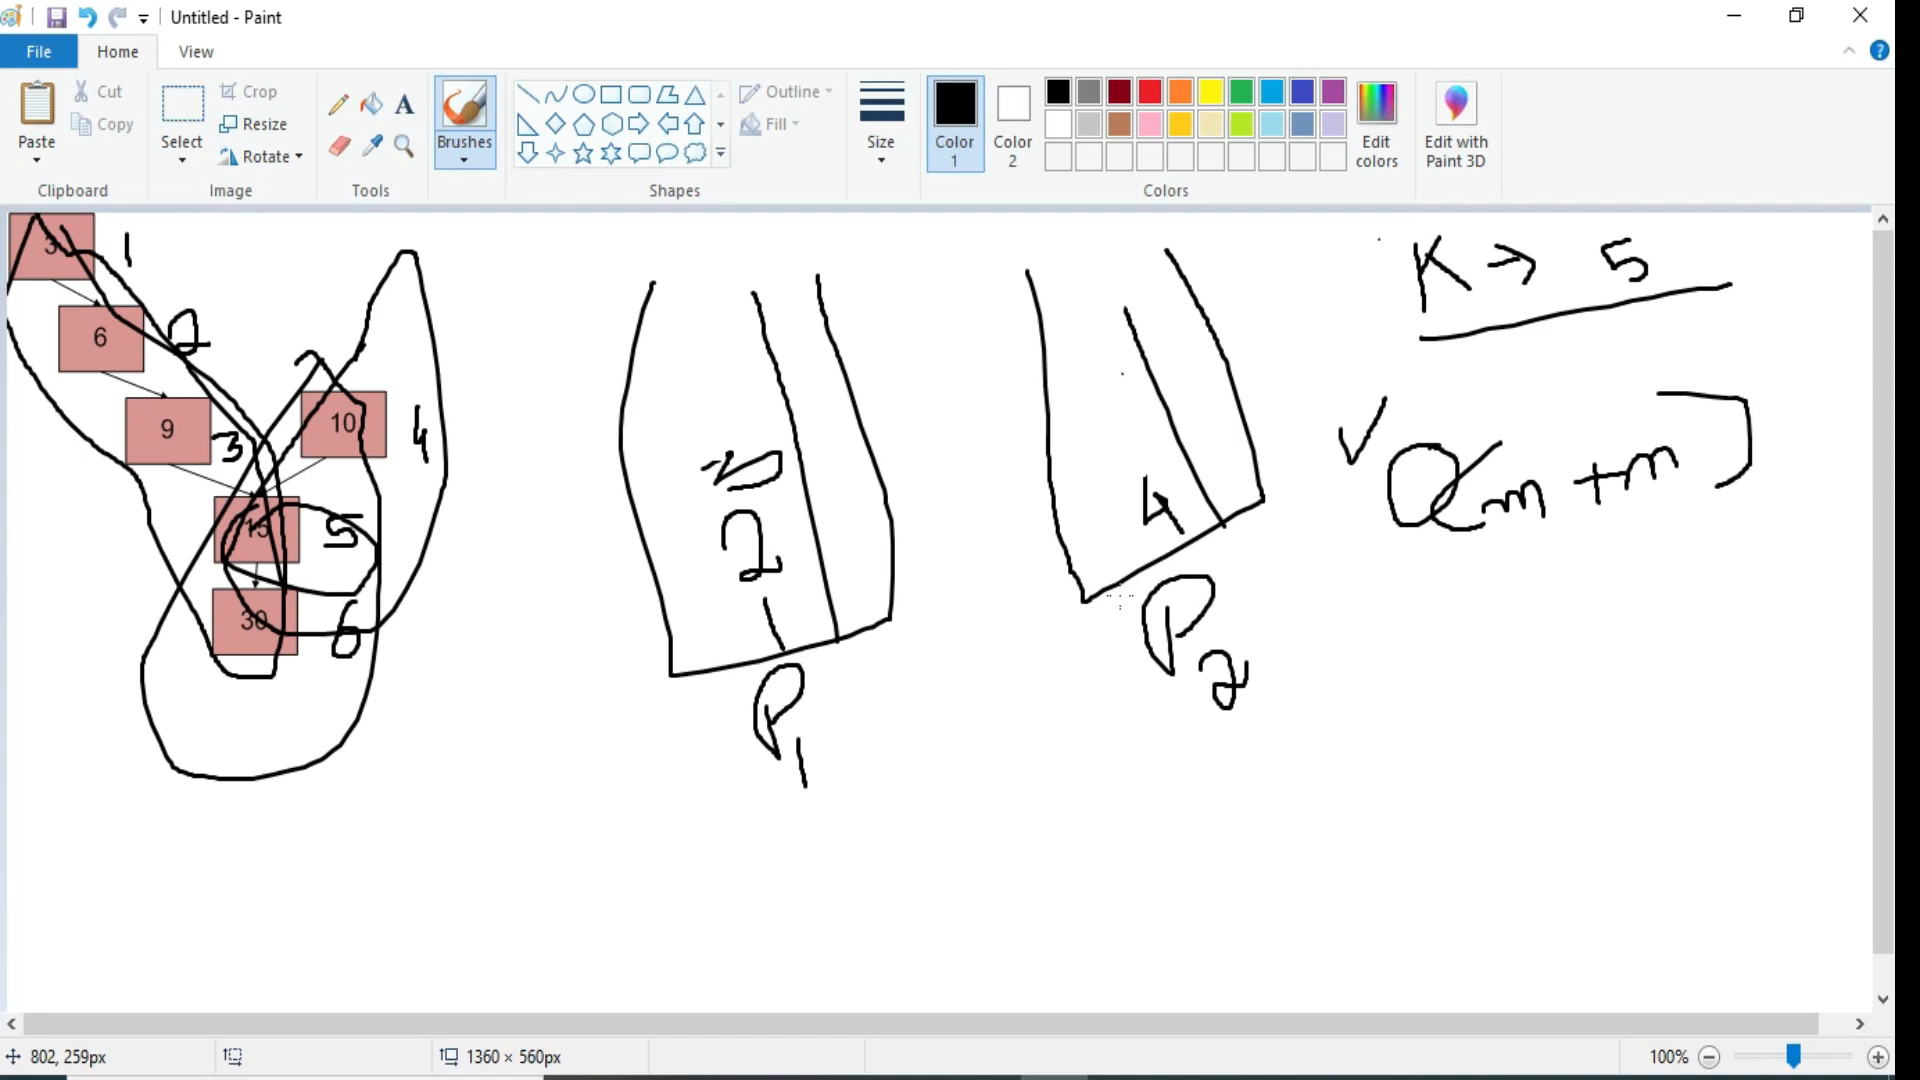 Untitled - Paint
File
Home
View
Paste
Cut
Copy
Clipboard
Select
Crop
Resize
Rotate
Image
Tools
Brushes
Shapes
Outline
Fill
Size
Color 1
Color 2
Edit colors
Edit with Paint 3D
Colors
3
1
6
2
9
3
10
4
15
5
30
6
3
2
1
P1
4
P2
K → 5
O(m+n)
802, 259px
1360 × 560px
100%